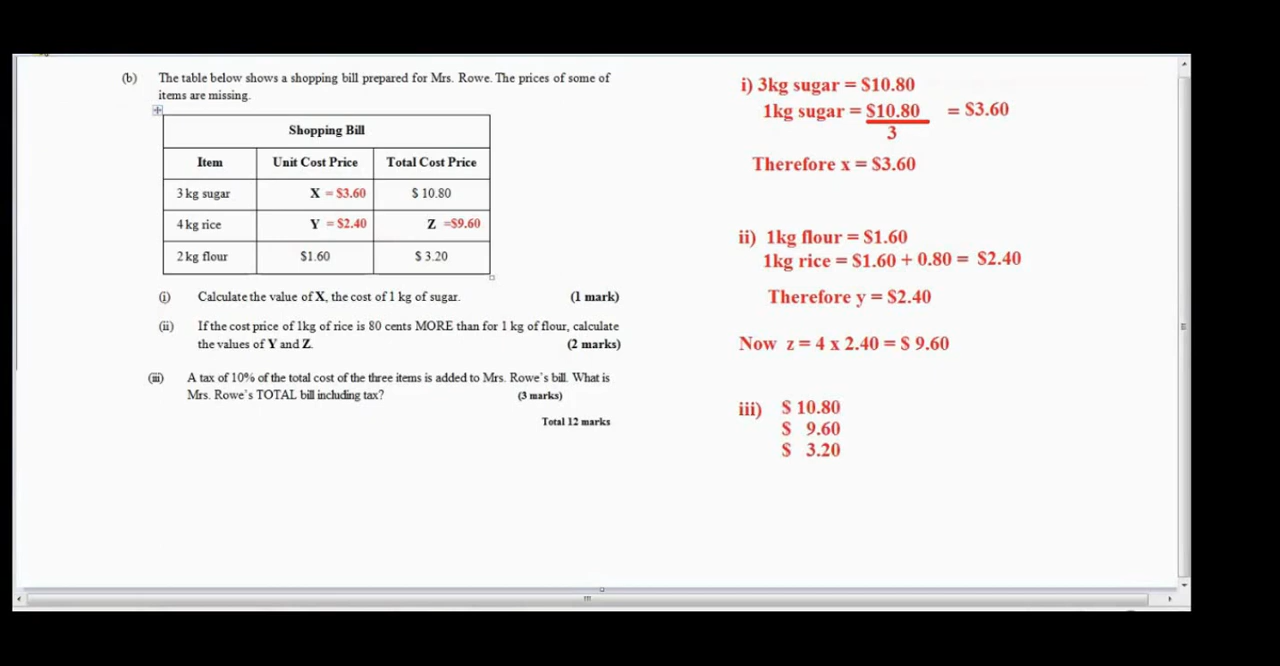 (b) The table below shows a shopping bill prepared for Mrs. Rowe. The prices of some of
items are missing.
Shopping Bill
Item Unit Cost Price Total Cost Price
3 kg sugar X = $3.60 $ 10.80
4 kg rice Y = $2.40 Z =$9.60
2 kg flour $1.60 $ 3.20
(i) Calculate the value of X, the cost of 1 kg of sugar. (1 mark)
(ii) If the cost price of 1kg of rice is 80 cents MORE than for 1 kg of flour, calculate
the values of Y and Z. (2 marks)
(iii) A tax of 10% of the total cost of the three items is added to Mrs. Rowe's bill. What is
Mrs. Rowe's TOTAL bill including tax? (3 marks)
Total 12 marks
i) 3kg sugar = $10.80
1kg sugar = $10.80 = $3.60
3
Therefore x = $3.60
ii) 1kg flour = $1.60
1kg rice = $1.60 + 0.80 = $2.40
Therefore y = $2.40
Now z = 4 x 2.40 = $ 9.60
iii) $ 10.80
$ 9.60
$ 3.20